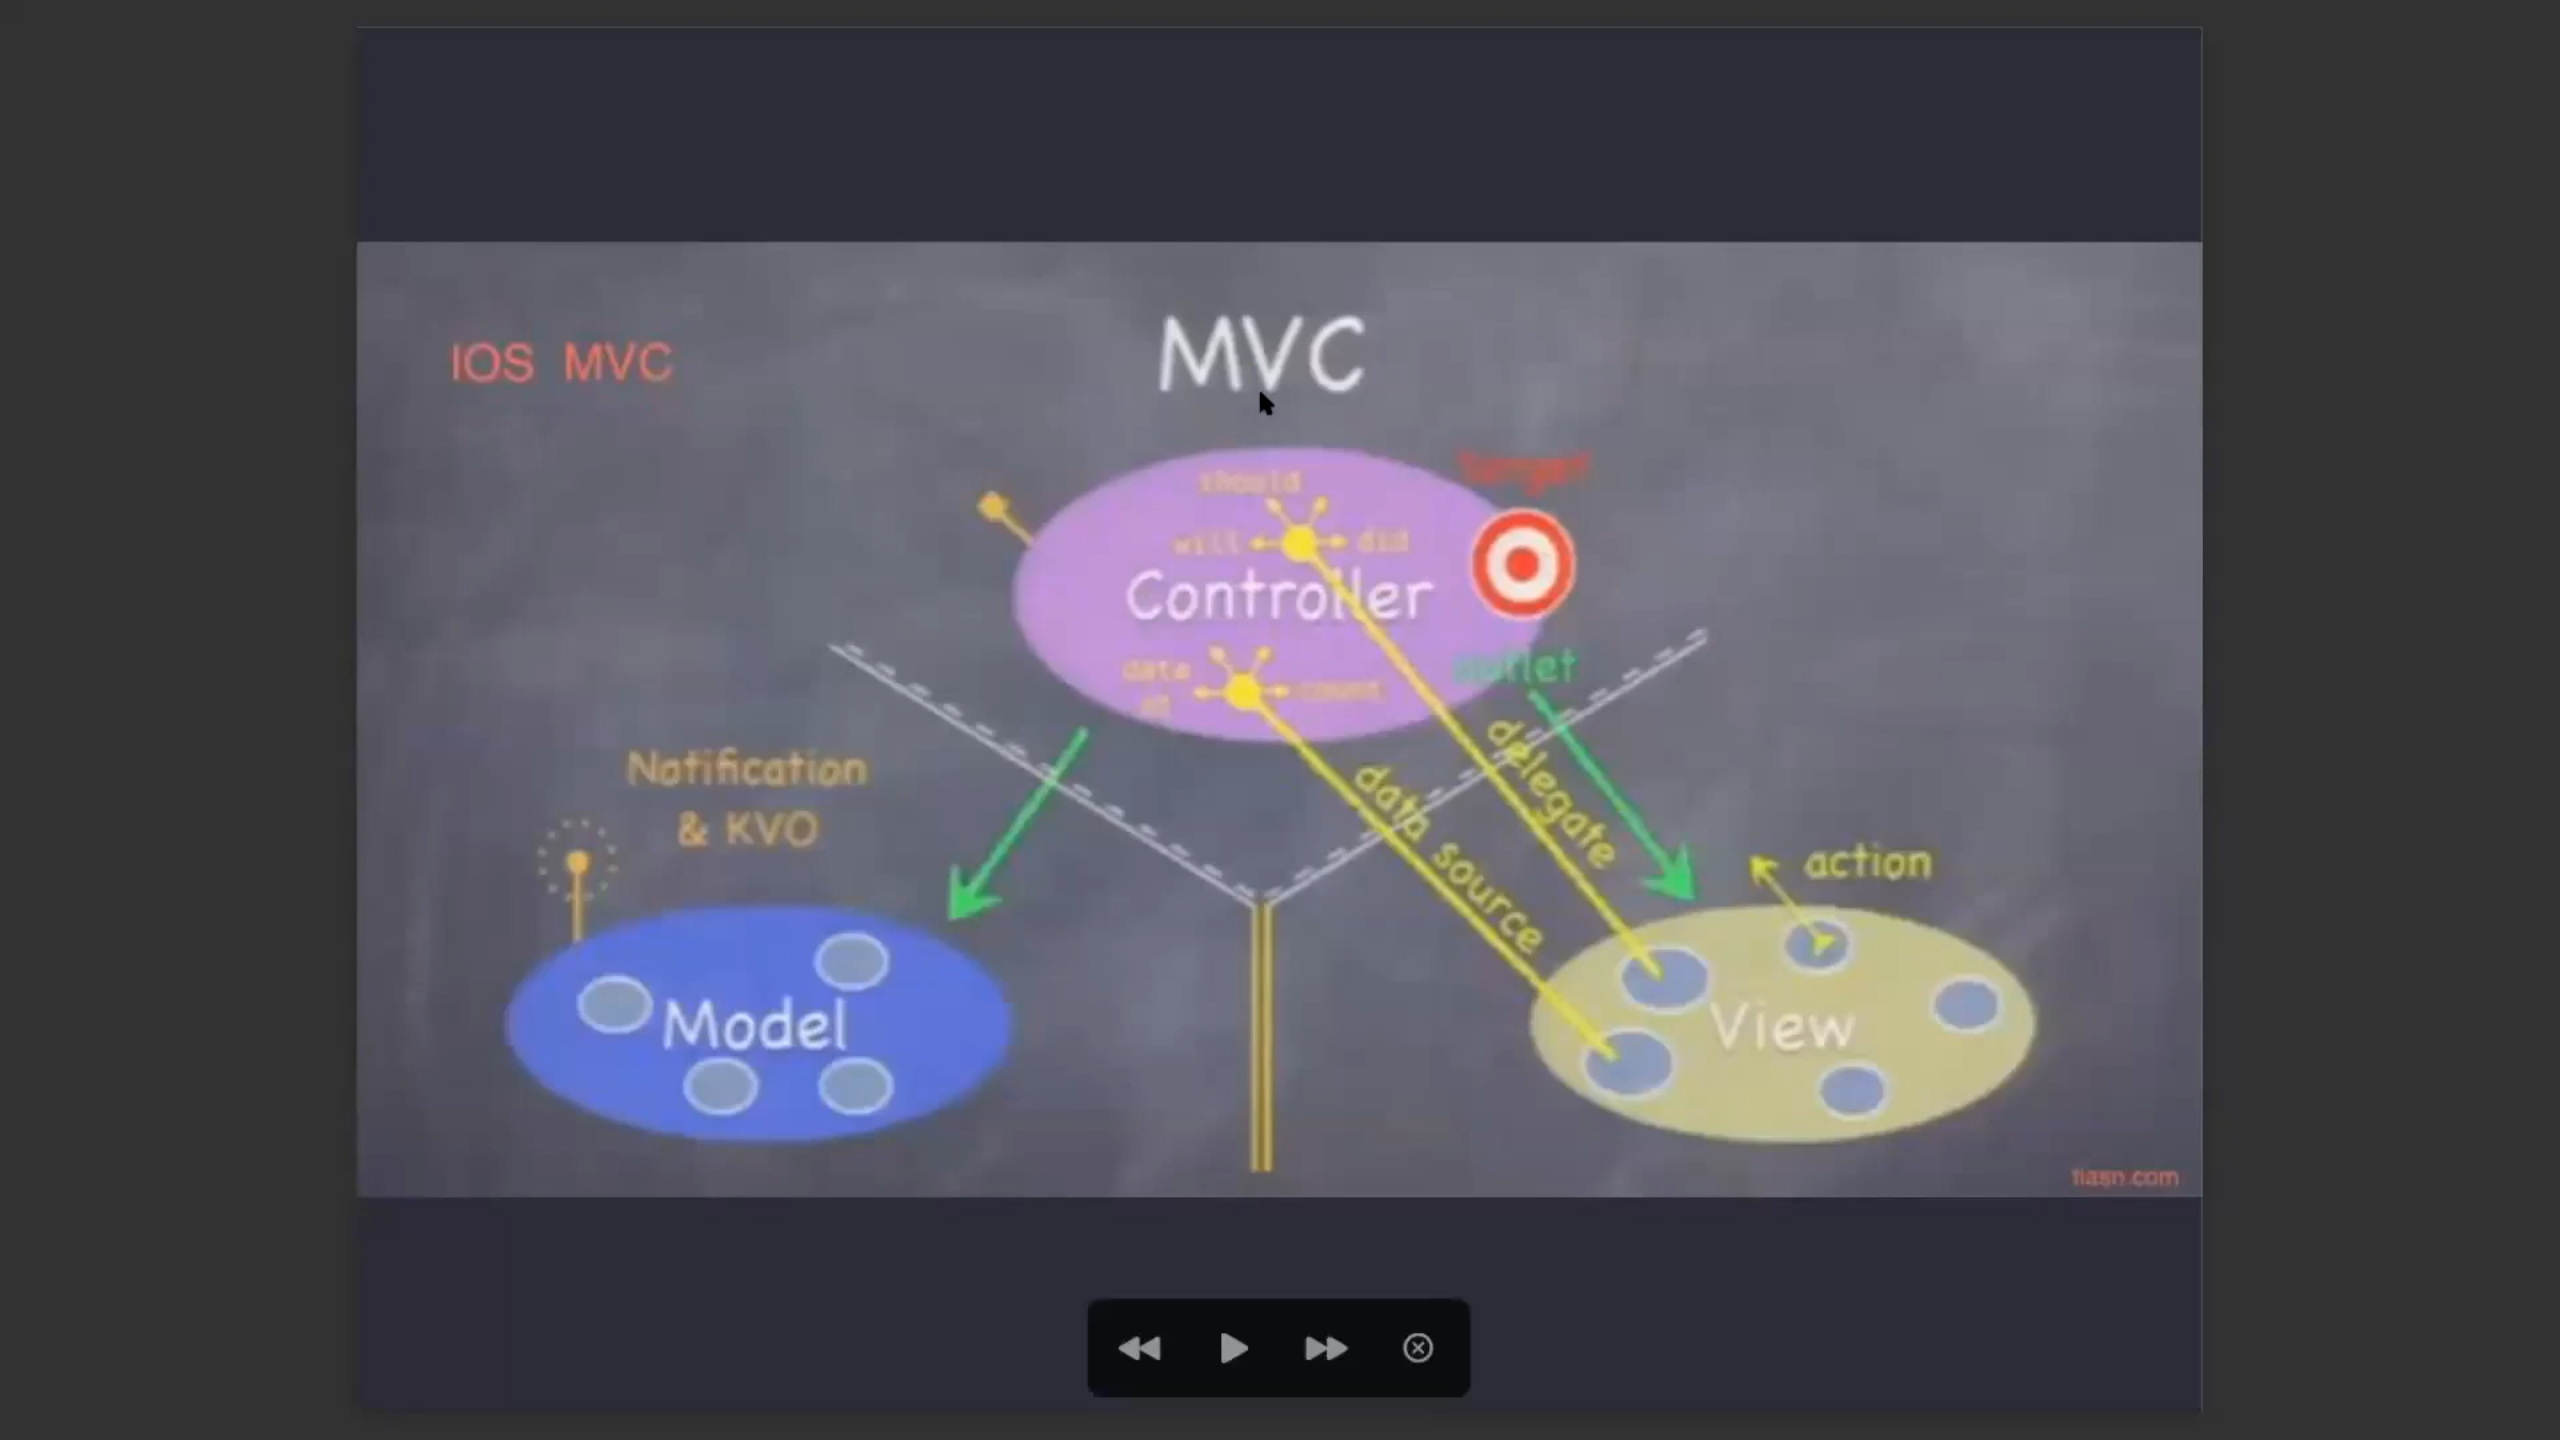 IOS MVC
MVC
Target
should
will
did
Controller
data
at
count
outlet
delegate
data source
Notification
& KVO
action
Model
View
tiasn.com